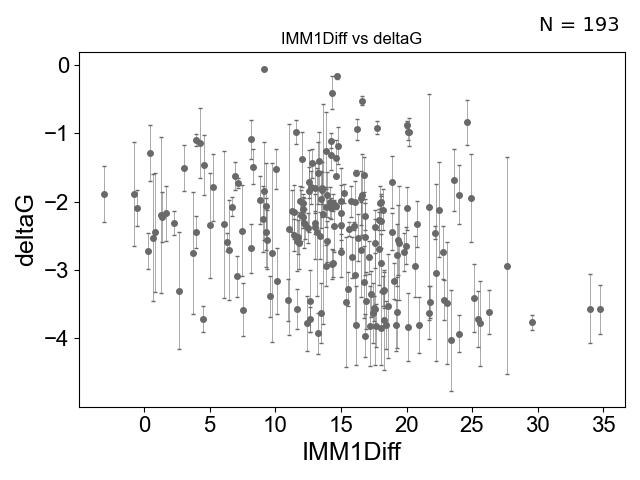 N = 193
IMM1Diff vs deltaG
deltaG
0
−1
−2
−3
−4
0 5 10 15 20 25 30 35
IMM1Diff